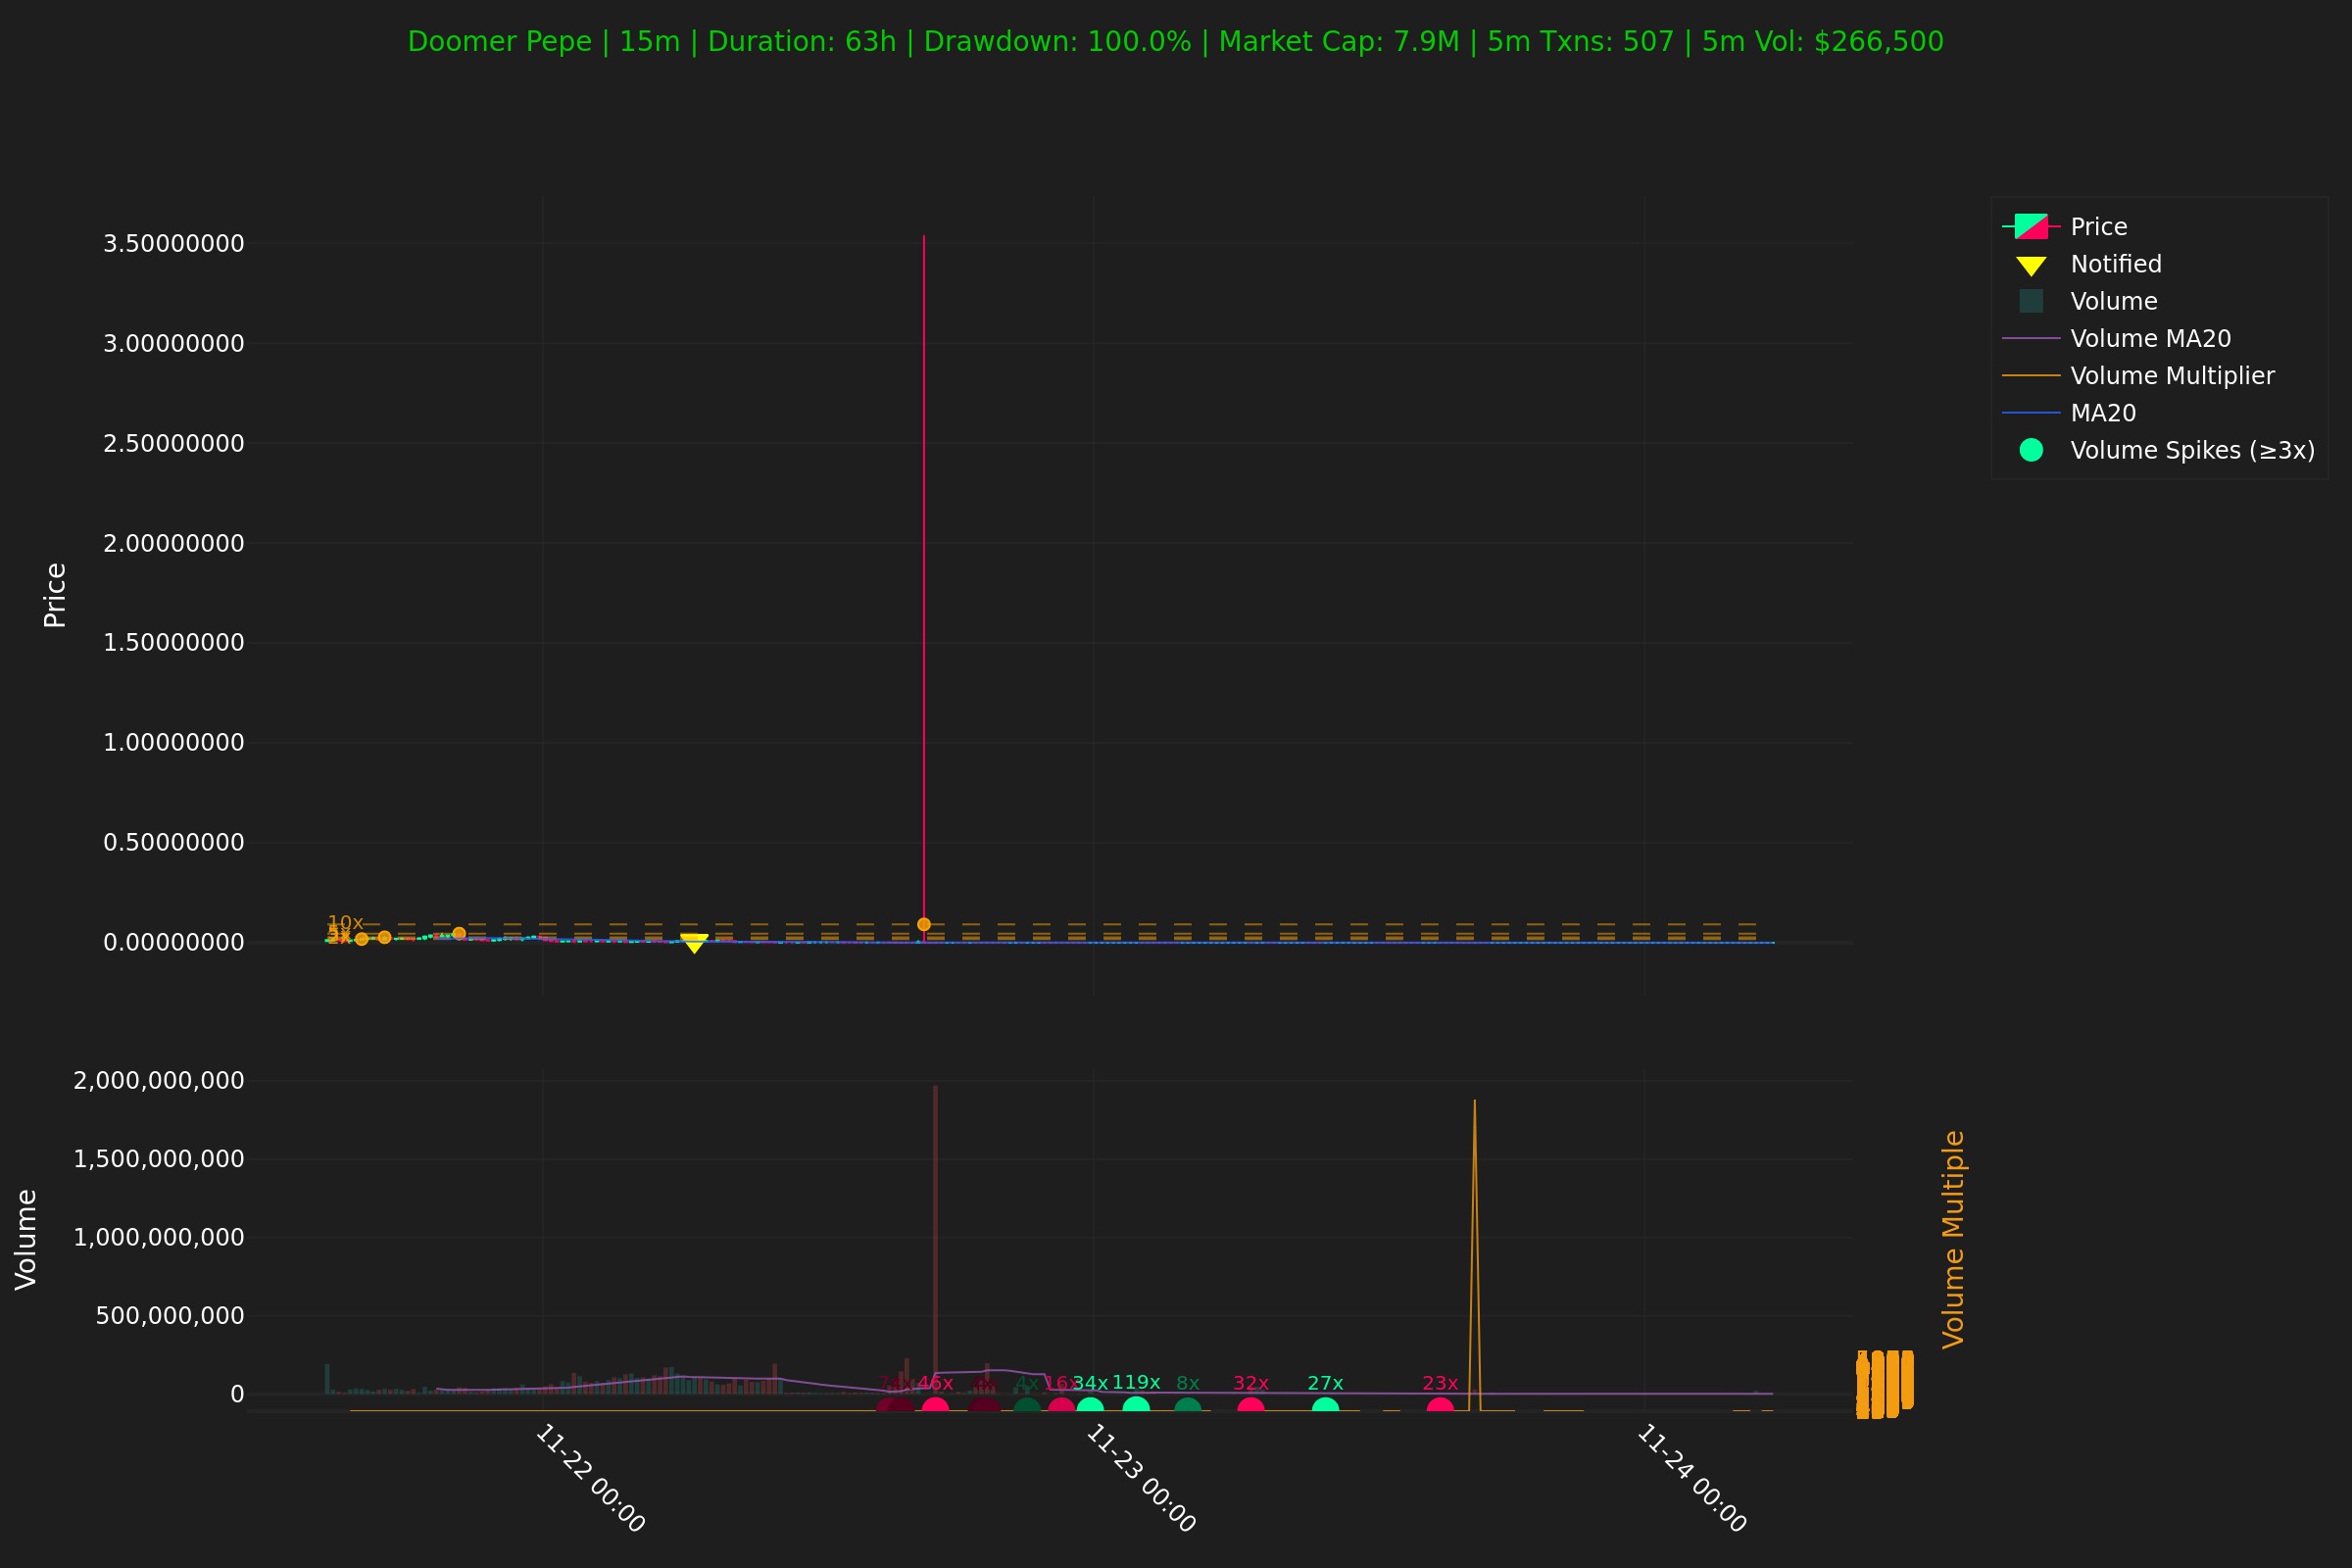 Doomer Pepe | 15m | Duration: 63h | Drawdown: 100.0% | Market Cap: 7.9M | 5m Txns: 507 | 5m Vol: $266,500
Price
Notified
Volume
Volume MA20
Volume Multiplier
MA20
Volume Spikes (≥3x)
Price
3.50000000
3.00000000
2.50000000
2.00000000
1.50000000
1.00000000
0.50000000
0.00000000
10x
Volume
2,000,000,000
1,500,000,000
1,000,000,000
500,000,000
0
46x
4x
16x
34x
119x
8x
32x
27x
23x
Volume Multiple
11-22 00:00
11-23 00:00
11-24 00:00